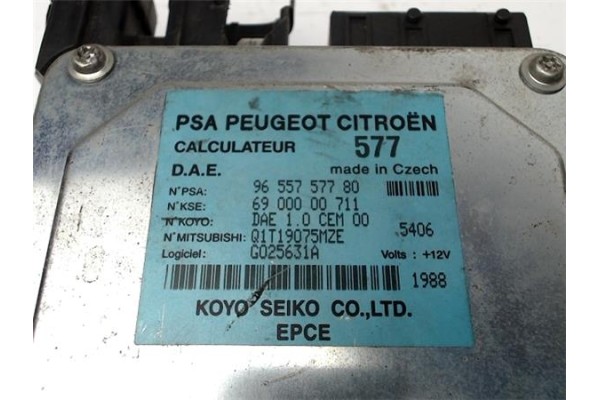 PSA PEUGEOT CITROËN
CALCULATEUR 577
D.A.E. made in Czech
N°PSA: 96 557 577 80
N°KSE: 69 000 00 711
N°KOYO: DAE 1.0 CEM 00
N°MITSUBISHI: Q1T19075MZE 5406
Logiciel: G025631A Volts : +12V
1988
KOYO SEIKO CO.,LTD.
EPCE